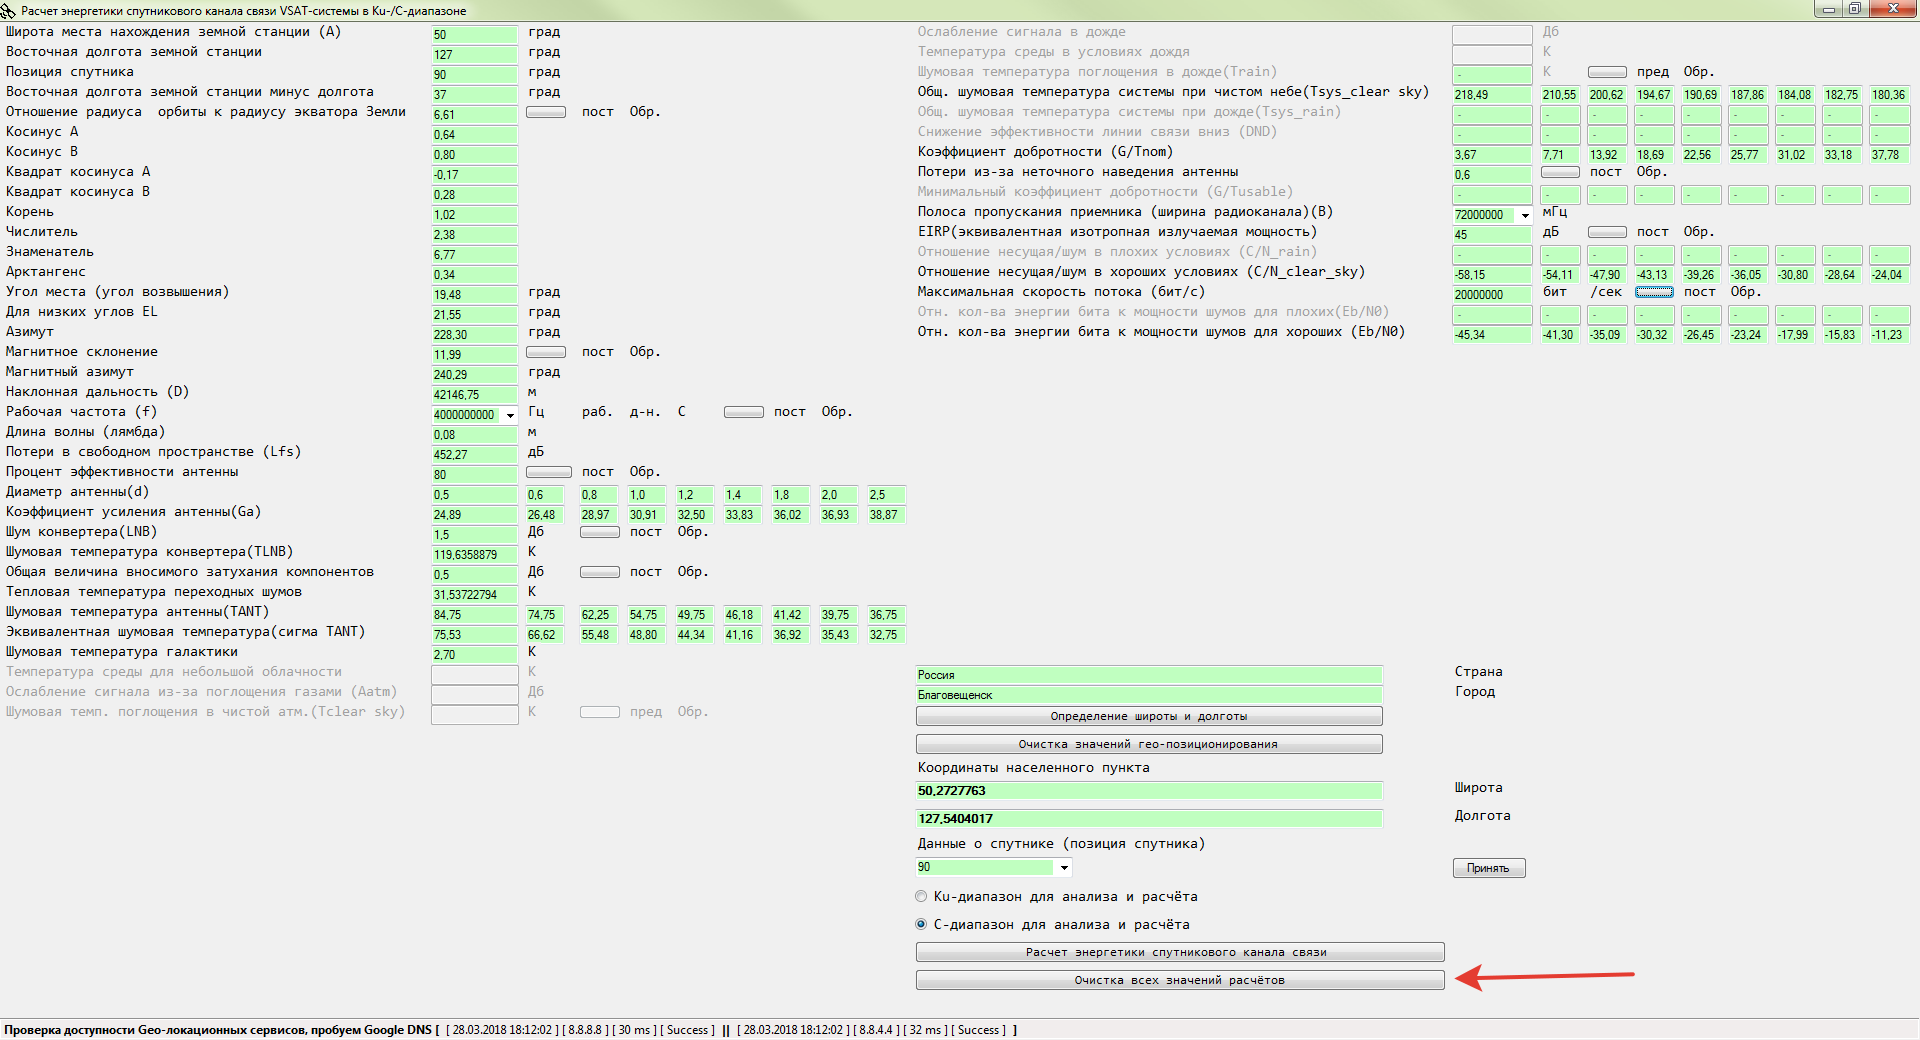 Расчет энергетики спутникового канала связи VSAT-системы в Ku-/C-диапазоне
Широта места нахождения земной станции (A) 50 град
Восточная долгота земной станции 127 град
Позиция спутника 90 град
Восточная долгота земной станции минус долгота 37 град
Отношение радиуса орбиты к радиусу экватора Земли 6,61 пост Обр.
Косинус А 0,64
Косинус В 0,80
Квадрат косинуса А -0,17
Квадрат косинуса В 0,28
Корень 1,02
Числитель 2,38
Знаменатель 6,77
Арктангенс 0,34
Угол места (угол возвышения) 19,48 град
Для низких углов EL 21,55 град
Азимут 228,30 град
Магнитное склонение 11,99 пост Обр.
Магнитный азимут 240,29 град
Наклонная дальность (D) 42146,75 м
Рабочая частота (f) 4000000000 Гц раб. д-н. C пост Обр.
Длина волны (лямбда) 0,08 м
Потери в свободном пространстве (Lfs) 452,27 дБ
Процент эффективности антенны 80 пост Обр.
Диаметр антенны(d) 0,5 0,6 0,8 1,0 1,2 1,4 1,8 2,0 2,5
Коэффициент усиления антенны(Ga) 24,89 26,48 28,97 30,91 32,50 33,83 36,02 36,93 38,87
Шум конвертера(LNB) 1,5 Дб пост Обр.
Шумовая температура конвертера(TLNB) 119,6358879 К
Общая величина вносимого затухания компонентов 0,5 Дб пост Обр.
Тепловая температура переходных шумов 31,53722794 К
Шумовая температура антенны(TANT) 84,75 74,75 62,25 54,75 49,75 46,18 41,42 39,75 36,75
Эквивалентная шумовая температура(сигма TANT) 75,53 66,62 55,48 48,80 44,34 41,16 36,92 35,43 32,75
Шумовая температура галактики 2,70 К
Температура среды для небольшой облачности К
Ослабление сигнала из-за поглощения газами (Aatm) Дб
Шумовая темп. поглощения в чистой атм.(Tclear sky) К пред Обр.
Ослабление сигнала в дожде Дб
Температура среды в условиях дождя К
Шумовая температура поглощения в дожде(Train) - К пред Обр.
Общ. шумовая температура системы при чистом небе(Tsys_clear sky) 218,49 210,55 200,62 194,67 190,69 187,86 184,08 182,75 180,36
Общ. шумовая температура системы при дожде(Tsys_rain) - - - - - - - - -
Снижение эффективности линии связи вниз (DND) - - - - - - - - -
Коэффициент добротности (G/Tnom) 3,67 7,71 13,92 18,69 22,56 25,77 31,02 33,18 37,78
Потери из-за неточного наведения антенны 0,6 пост Обр.
Минимальный коэффициент добротности (G/Tusable) - - - - - - - - -
Полоса пропускания приемника (ширина радиоканала)(B) 72000000 мГц
EIRP(эквивалентная изотропная излучаемая мощность) 45 дБ пост Обр.
Отношение несущая/шум в плохих условиях (C/N_rain) - - - - - - - - -
Отношение несущая/шум в хороших условиях (C/N_clear_sky) -58,15 -54,11 -47,90 -43,13 -39,26 -36,05 -30,80 -28,64 -24,04
Максимальная скорость потока (бит/с) 20000000 бит /сек пост Обр.
Отн. кол-ва энергии бита к мощности шумов для плохих(Eb/N0) - - - - - - - - -
Отн. кол-ва энергии бита к мощности шумов для хороших (Eb/N0) -45,34 -41,30 -35,09 -30,32 -26,45 -23,24 -17,99 -15,83 -11,23
Россия Страна
Благовещенск Город
Определение широты и долготы
Очистка значений гео-позиционирования
Координаты населенного пункта
50,2727763 Широта
127,5404017 Долгота
Данные о спутнике (позиция спутника)
90 Принять
Ku-диапазон для анализа и расчёта
C-диапазон для анализа и расчёта
Расчет энергетики спутникового канала связи
Очистка всех значений расчётов
Проверка доступности Geo-локационных сервисов, пробуем Google DNS [ [ 28.03.2018 18:12:02 ] [ 8.8.8.8 ] [ 30 ms ] [ Success ] || [ 28.03.2018 18:12:02 ] [ 8.8.4.4 ] [ 32 ms ] [ Success ] ]